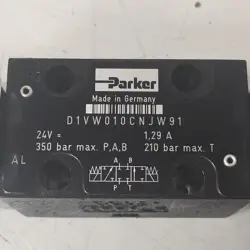 Parker
Made in Germany
D1VW010CNJW91
24V = 1,29 A
350 bar max. P,A,B 210 bar max. T
AL
A B
P T